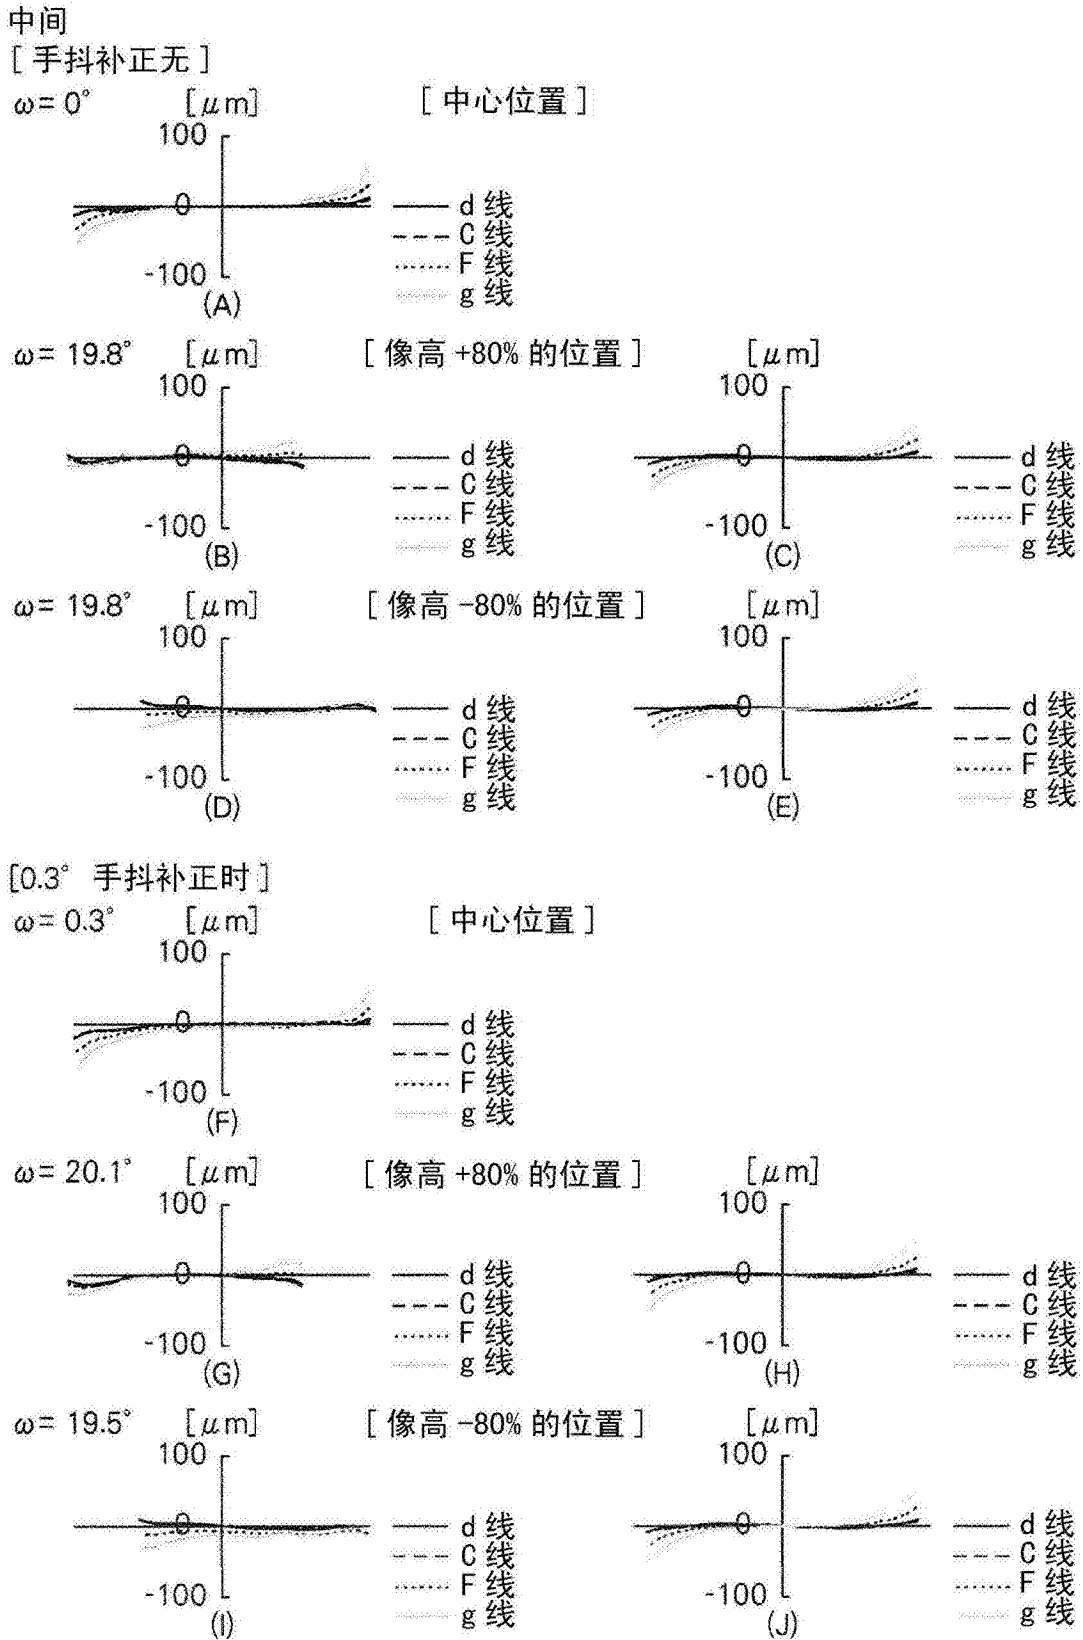 中间
[手抖补正无]
ω= 0° [μm] [中心位置]
100
0
-100
(A)
d 线
C 线
F 线
g 线
ω= 19.8° [μm] [像高 +80% 的位置] [μm]
100
0
-100
(B)
d 线
C 线
F 线
g 线
100
0
-100
(C)
d 线
C 线
F 线
g 线
ω= 19.8° [μm] [像高 -80% 的位置] [μm]
100
0
-100
(D)
d 线
C 线
F 线
g 线
100
0
-100
(E)
d 线
C 线
F 线
g 线
[0.3° 手抖补正时]
ω= 0.3° [μm] [中心位置]
100
0
-100
(F)
d 线
C 线
F 线
g 线
ω= 20.1° [μm] [像高 +80% 的位置] [μm]
100
0
-100
(G)
d 线
C 线
F 线
g 线
100
0
-100
(H)
d 线
C 线
F 线
g 线
ω= 19.5° [μm] [像高 -80% 的位置] [μm]
100
0
-100
(I)
d 线
C 线
F 线
g 线
100
0
-100
(J)
d 线
C 线
F 线
g 线